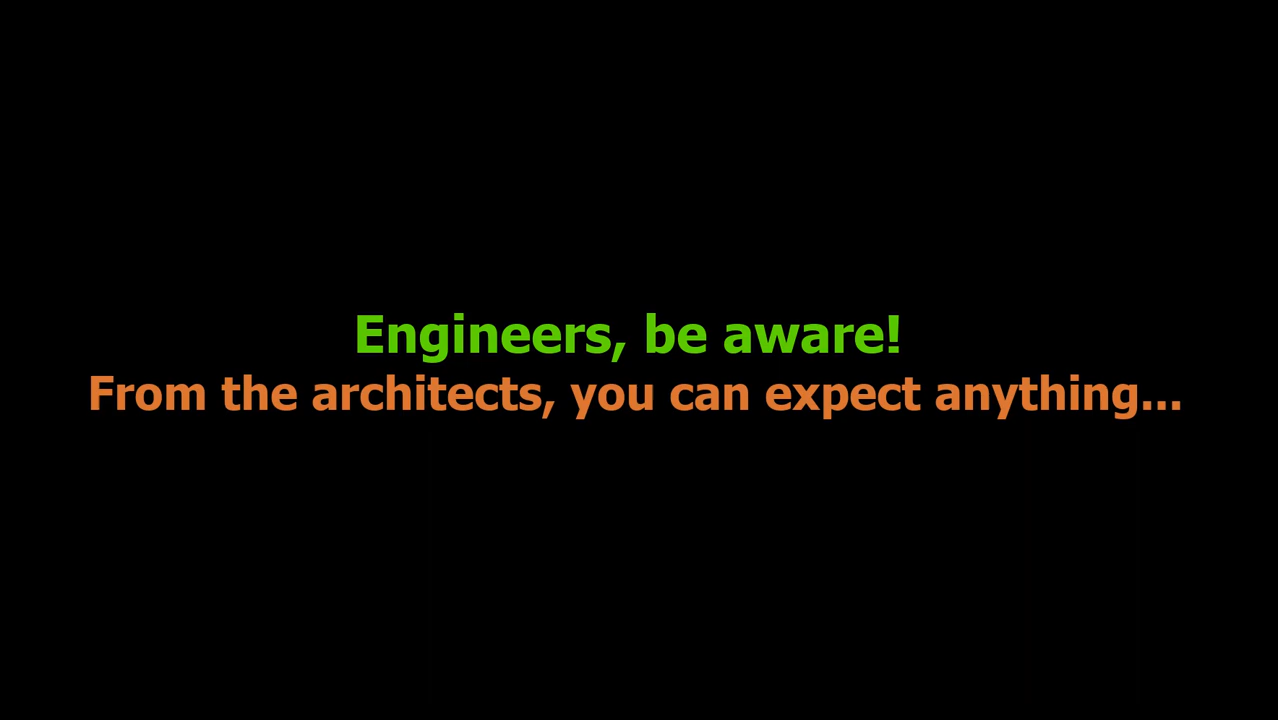 Engineers, be aware!
From the architects, you can expect anything...